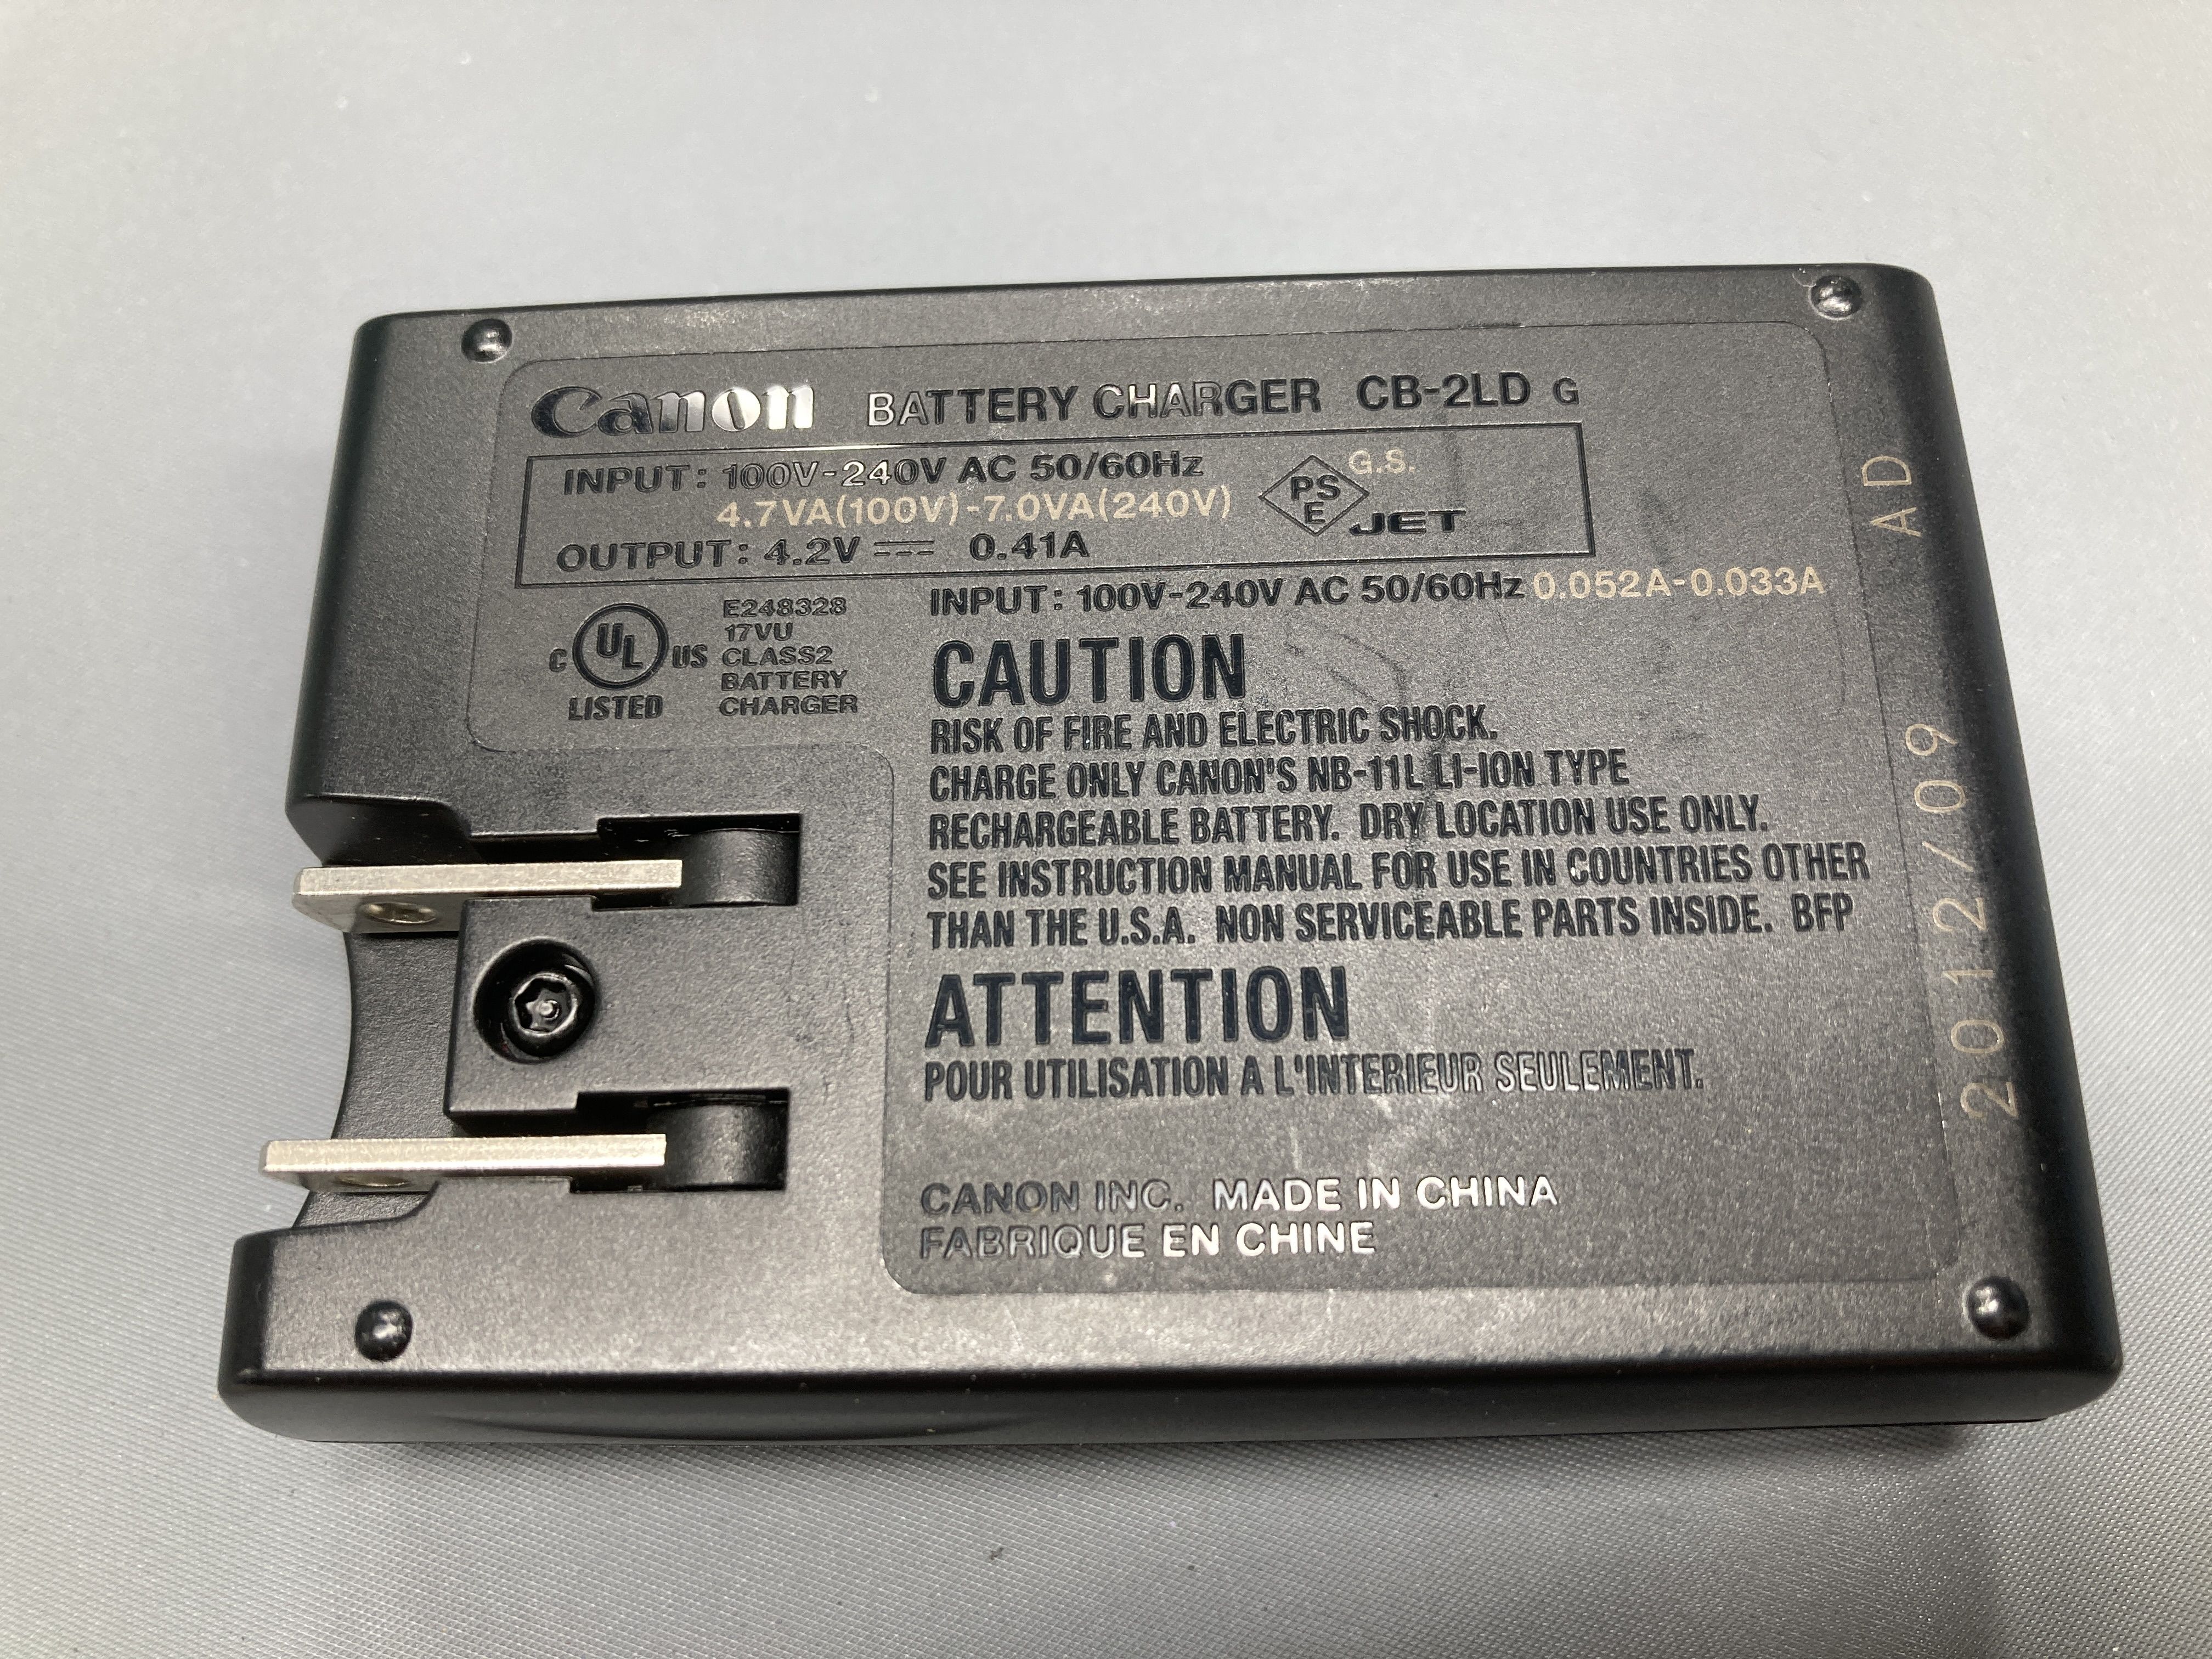 Canon BATTERY CHARGER CB-2LD G
INPUT: 100V-240V AC 50/60Hz
4.7VA(100V)-7.0VA(240V)
OUTPUT: 4.2V ⎓ 0.41A
PS
E
G.S.
JET
INPUT: 100V-240V AC 50/60Hz 0.052A-0.033A
C UL US
LISTED
E248328
17VU
CLASS2
BATTERY
CHARGER
CAUTION
RISK OF FIRE AND ELECTRIC SHOCK.
CHARGE ONLY CANON'S NB-11L LI-ION TYPE
RECHARGEABLE BATTERY. DRY LOCATION USE ONLY.
SEE INSTRUCTION MANUAL FOR USE IN COUNTRIES OTHER
THAN THE U.S.A. NON SERVICEABLE PARTS INSIDE. BFP
ATTENTION
POUR UTILISATION A L'INTERIEUR SEULEMENT.
CANON INC. MADE IN CHINA
FABRIQUE EN CHINE
2012/09 AD